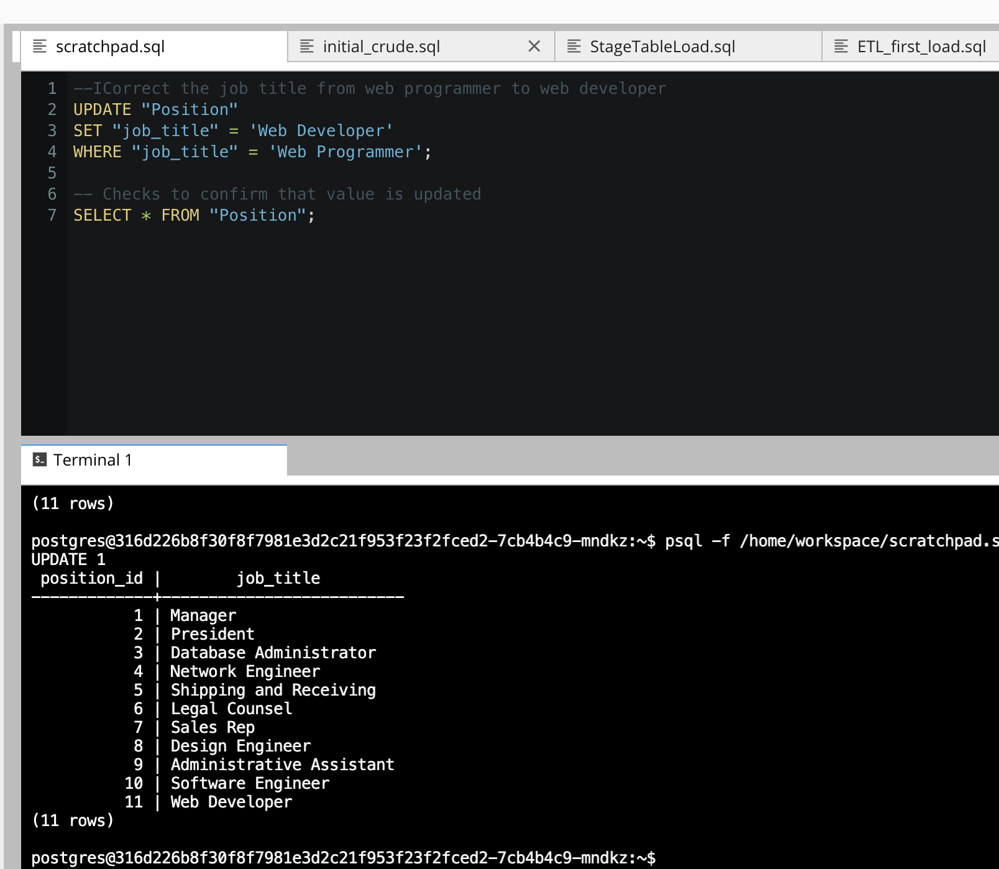 scratchpad.sql initial_crude.sql StageTableLoad.sql ETL_first_load.sql
1 --ICorrect the job title from web programmer to web developer
2 UPDATE "Position"
3 SET "job_title" = 'Web Developer'
4 WHERE "job_title" = 'Web Programmer';
5
6 -- Checks to confirm that value is updated
7 SELECT * FROM "Position";
$_ Terminal 1
(11 rows)
postgres@316d226b8f30f8f7981e3d2c21f953f23f2fced2-7cb4b4c9-mndkz:~$ psql -f /home/workspace/scratchpad.s
UPDATE 1
position_id | job_title
-------------+--------------------------
1 | Manager
2 | President
3 | Database Administrator
4 | Network Engineer
5 | Shipping and Receiving
6 | Legal Counsel
7 | Sales Rep
8 | Design Engineer
9 | Administrative Assistant
10 | Software Engineer
11 | Web Developer
(11 rows)
postgres@316d226b8f30f8f7981e3d2c21f953f23f2fced2-7cb4b4c9-mndkz:~$